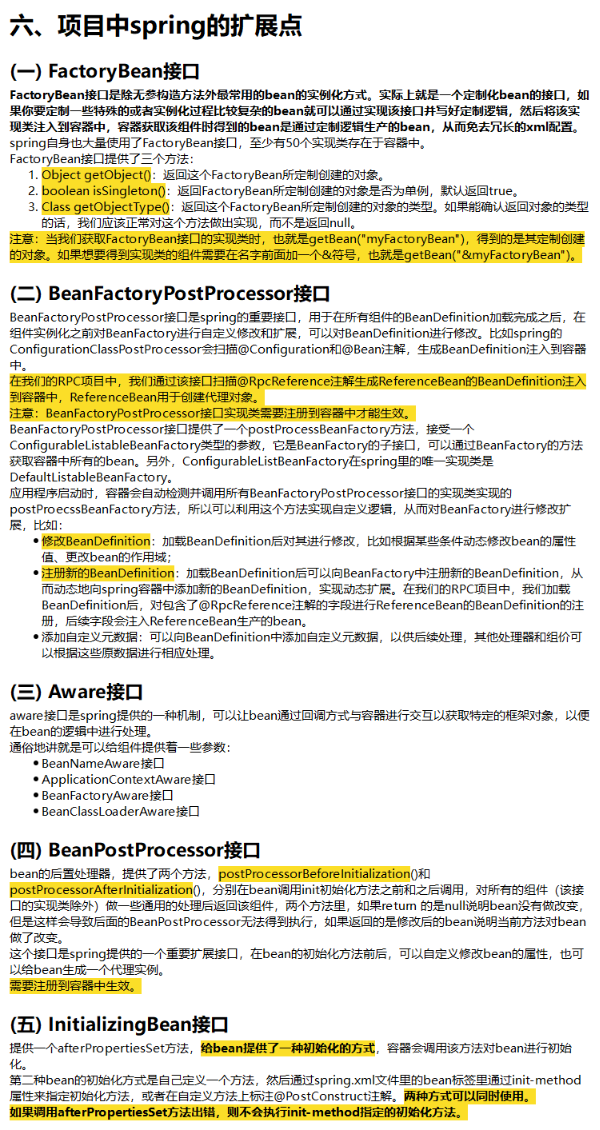 六、项目中spring的扩展点
(一) FactoryBean接口
FactoryBean接口是除无参构造方法外最常用的bean的实例化方式。实际上就是一个定制化bean的接口，如
果你要定制一些特殊的或者实例化过程比较复杂的bean就可以通过实现该接口并写好定制逻辑，然后将该实
现类注入到容器中，容器获取该组件时得到的bean是通过定制逻辑生产的bean，从而免去冗长的xml配置。
spring自身也大量使用了FactoryBean接口，至少有50个实现类存在于容器中。
FactoryBean接口提供了三个方法：
1. Object getObject()：返回这个FactoryBean所定制创建的对象。
2. boolean isSingleton()：返回FactoryBean所定制创建的对象是否为单例，默认返回true。
3. Class getObjectType()：返回这个FactoryBean所定制创建的对象的类型。如果能确认返回对象的类型
的话，我们应该正常对这个方法做出实现，而不是返回null。
注意：当我们获取FactoryBean接口的实现类时，也就是getBean("myFactoryBean")，得到的是其定制创建
的对象。如果想要得到实现类的组件需要在名字前面加一个&符号，也就是getBean("&myFactoryBean")。
(二) BeanFactoryPostProcessor接口
BeanFactoryPostProcessor接口是spring的重要接口，用于在所有组件的BeanDefinition加载完成之后，在
组件实例化之前对BeanFactory进行自定义修改和扩展，可以对BeanDefinition进行修改。比如spring的
ConfigurationClassPostProcessor会扫描@Configuration和@Bean注解，生成BeanDefinition注入到容器
中。
在我们的RPC项目中，我们通过该接口扫描@RpcReference注解生成ReferenceBean的BeanDefinition注入
到容器中，ReferenceBean用于创建代理对象。
注意：BeanFactoryPostProcessor接口实现类需要注册到容器中才能生效。
BeanFactoryPostProcessor接口提供了一个postProcessBeanFactory方法，接受一个
ConfigurableListableBeanFactory类型的参数，它是BeanFactory的子接口，可以通过BeanFactory的方法
获取容器中所有的bean。另外，ConfigurableListBeanFactory在spring里的唯一实现类是
DefaultListableBeanFactory。
应用程序启动时，容器会自动检测并调用所有BeanFactoryPostProcessor接口的实现类实现的
postProecssBeanFactory方法，所以可以利用这个方法实现自定义逻辑，从而对BeanFactory进行修改扩
展，比如：
● 修改BeanDefinition：加载BeanDefinition后对其进行修改，比如根据某些条件动态修改bean的属性
值、更改bean的作用域；
● 注册新的BeanDefinition：加载BeanDefinition后可以向BeanFactory中注册新的BeanDefinition，从
而动态地向spring容器中添加新的BeanDefinition，实现动态扩展。在我们的RPC项目中，我们加载
BeanDefinition后，对包含了@RpcReference注解的字段进行ReferenceBean的BeanDefinition的注
册，后续字段会注入ReferenceBean生产的bean。
● 添加自定义元数据：可以向BeanDefinition中添加自定义元数据，以供后续处理，其他处理器和组价可
以根据这些原数据进行相应处理。
(三) Aware接口
aware接口是spring提供的一种机制，可以让bean通过回调方式与容器进行交互以获取特定的框架对象，以便
在bean的逻辑中进行处理。
通俗地讲就是可以给组件提供着一些参数：
● BeanNameAware接口
● ApplicationContextAware接口
● BeanFactoryAware接口
● BeanClassLoaderAware接口
(四) BeanPostProcessor接口
bean的后置处理器，提供了两个方法，postProcessorBeforeInitialization()和
postProcessorAfterInitialization()，分别在bean调用init初始化方法之前和之后调用，对所有的组件（该接
口的实现类除外）做一些通用的处理后返回该组件，两个方法里，如果return 的是null说明bean没有做改变，
但是这样会导致后面的BeanPostProcessor无法得到执行，如果返回的是修改后的bean说明当前方法对bean
做了改变。
这个接口是spring提供的一个重要扩展接口，在bean的初始化方法前后，可以自定义修改bean的属性，也可
以给bean生成一个代理实例。
需要注册到容器中生效。
(五) InitializingBean接口
提供一个afterPropertiesSet方法，给bean提供了一种初始化的方式，容器会调用该方法对bean进行初始
化。
第二种bean的初始化方式是自己定义一个方法，然后通过spring.xml文件里的bean标签里通过init-method
属性来指定初始化方法，或者在自定义方法上标注@PostConstruct注解。两种方式可以同时使用。
如果调用afterPropertiesSet方法出错，则不会执行init-method指定的初始化方法。